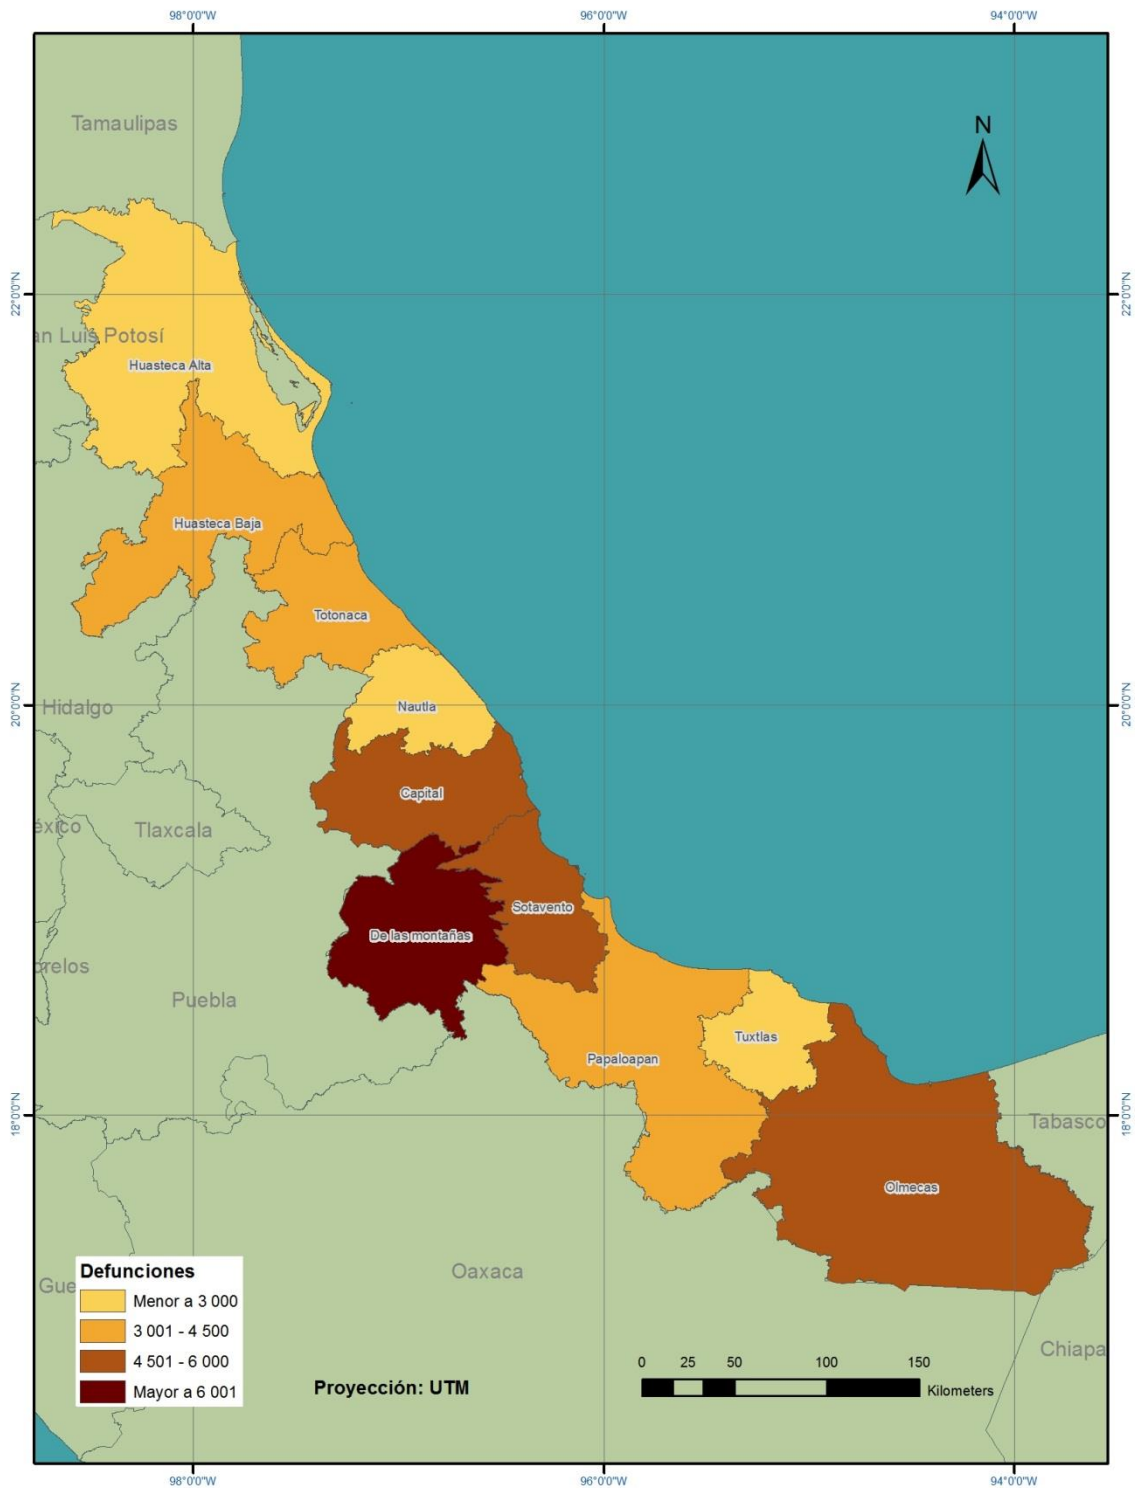 98°0'0"W
96°0'0"W
94°0'0"W
N
Tamaulipas
22°0'0"N
22°0'0"N
an Luis Potosí
Huasteca Alta
Huasteca Baja
Totonaca
20°0'0"N
Hidalgo
Nautla
20°0'0"N
Capital
éxico
Tlaxcala
Sotavento
De las montañas
orelos
Puebla
Tuxtlas
Papaloapan
18°0'0"N
Tabasco
18°0'0"N
Olmecas
Oaxaca
Gue
Chiapa
Defunciones
Menor a 3 000
3 001 - 4 500
4 501 - 6 000
Mayor a 6 001
Proyección: UTM
0 25 50 100 150
Kilometers
98°0'0"W
96°0'0"W
94°0'0"W